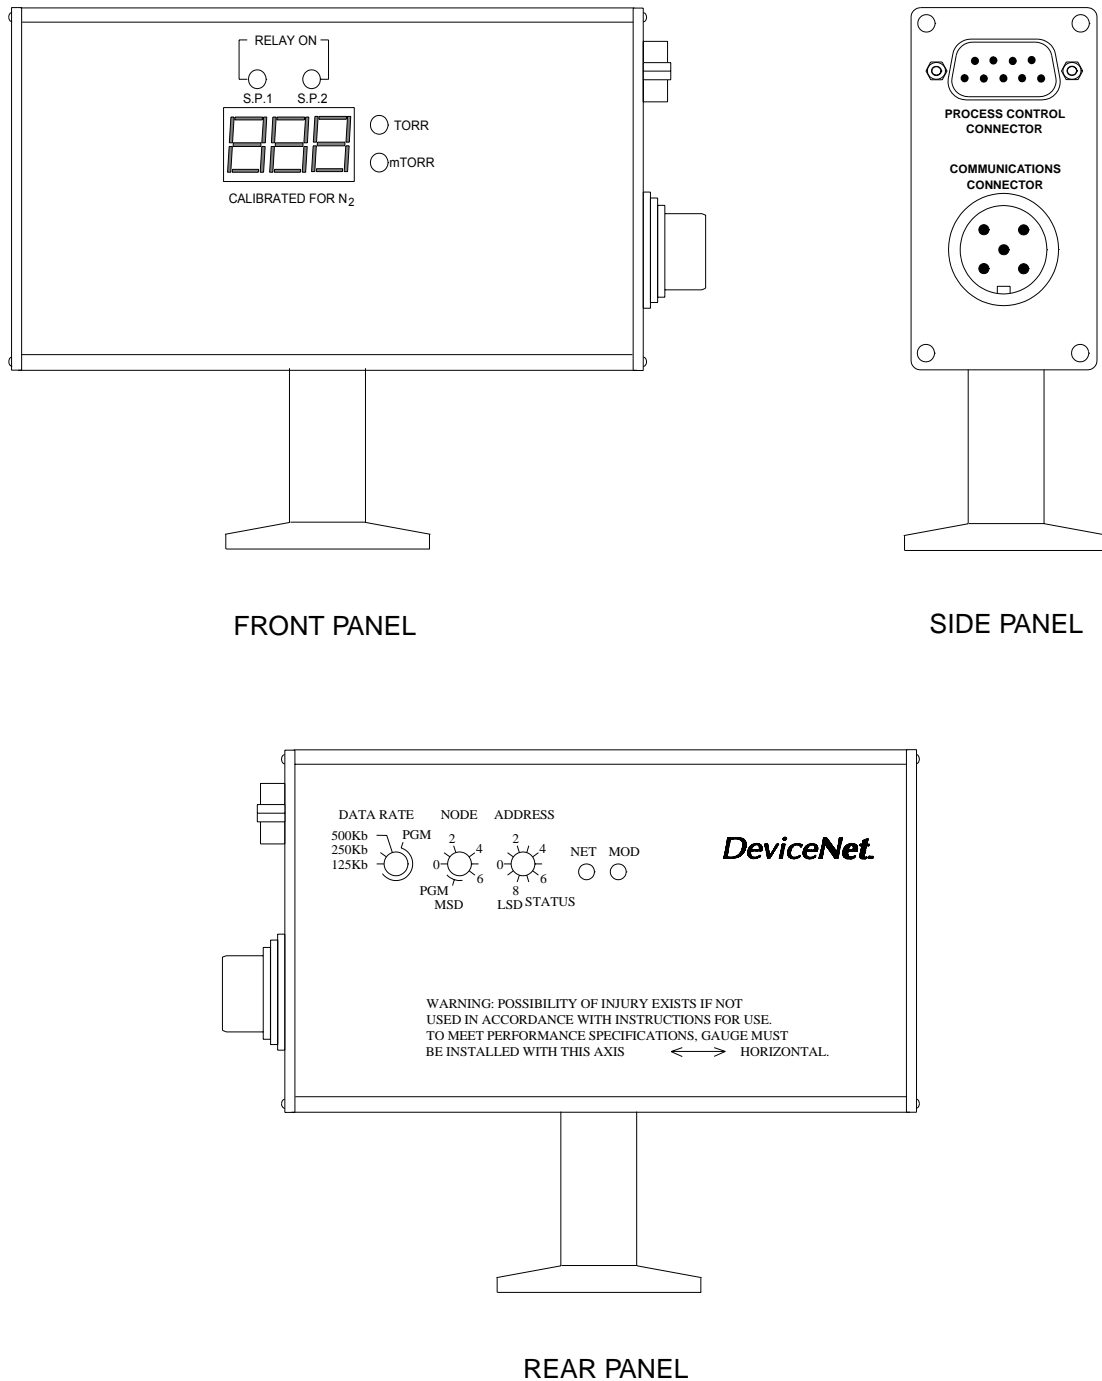 RELAY ON
S.P.1 S.P.2
TORR
mTORR
CALIBRATED FOR N2
PROCESS CONTROL
CONNECTOR
COMMUNICATIONS
CONNECTOR
FRONT PANEL
SIDE PANEL
DATA RATE NODE ADDRESS
500Kb PGM 2 2
250Kb 4 4 NET MOD
125Kb 0 0
PGM 6 8 6
MSD LSD STATUS
DeviceNet™
WARNING: POSSIBILITY OF INJURY EXISTS IF NOT
USED IN ACCORDANCE WITH INSTRUCTIONS FOR USE.
TO MEET PERFORMANCE SPECIFICATIONS, GAUGE MUST
BE INSTALLED WITH THIS AXIS HORIZONTAL.
REAR PANEL